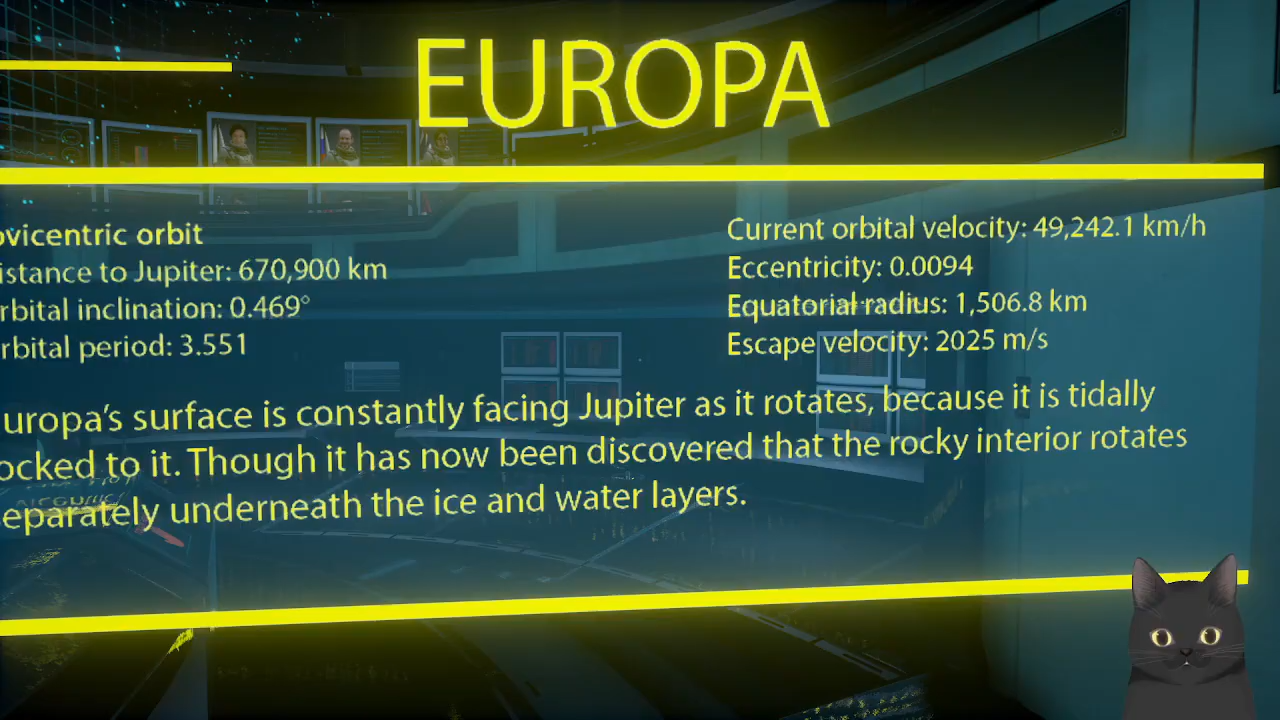 EUROPA
ovicentric orbit
istance to Jupiter: 670,900 km
rbital inclination: 0.469°
rbital period: 3.551
Current orbital velocity: 49,242.1 km/h
Eccentricity: 0.0094
Equatorial radius: 1,506.8 km
Escape velocity: 2025 m/s
uropa's surface is constantly facing Jupiter as it rotates, because it is tidally
ocked to it. Though it has now been discovered that the rocky interior rotates
eparately underneath the ice and water layers.